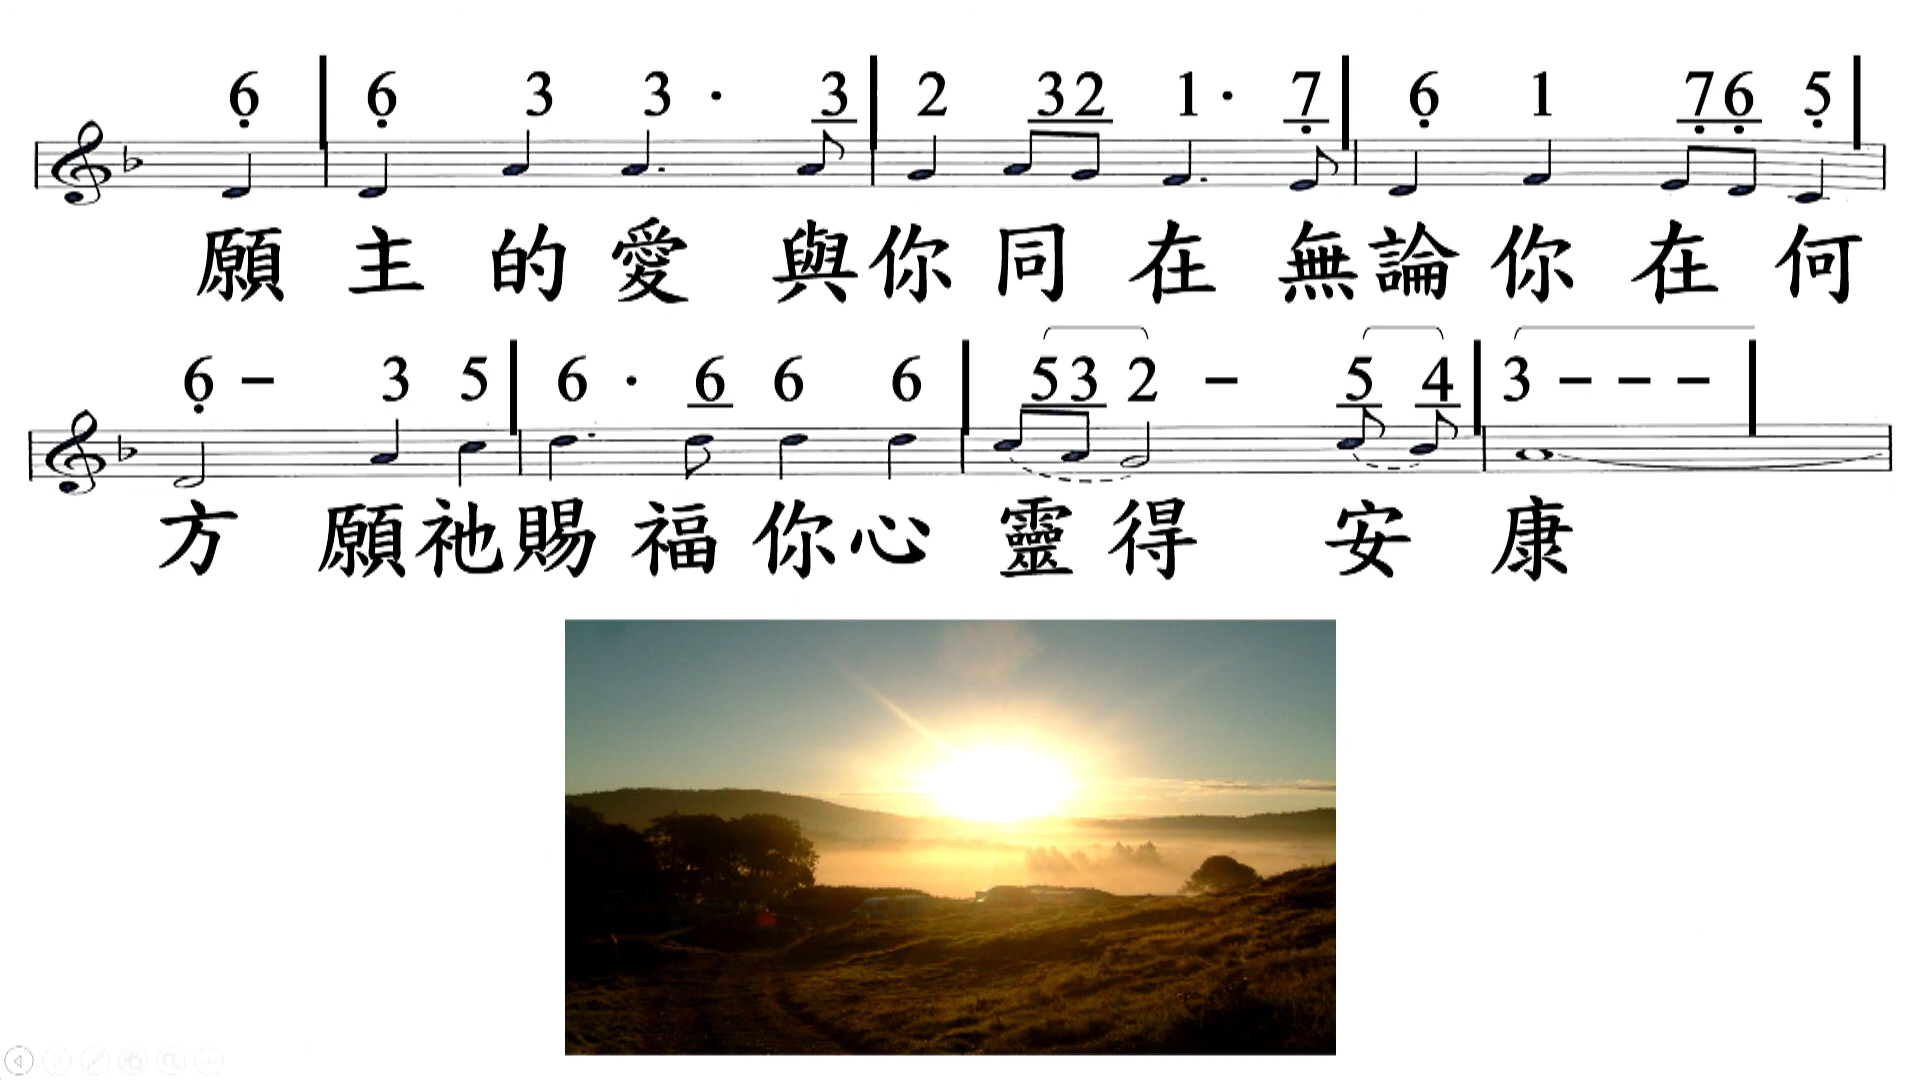 6̣ | 6̣ 3 3 · 3 | 2 32 1 · 7̣ | 6̣ 1 7̣6̣ 5̣ |
願 主 的 愛 與 你 同 在 無 論 你 在 何
6̣ – 3 5 | 6 · 6 6 6 | 53 2 – 5 4 | 3 – – – |
方 願 祂 賜 福 你 心 靈 得 安 康